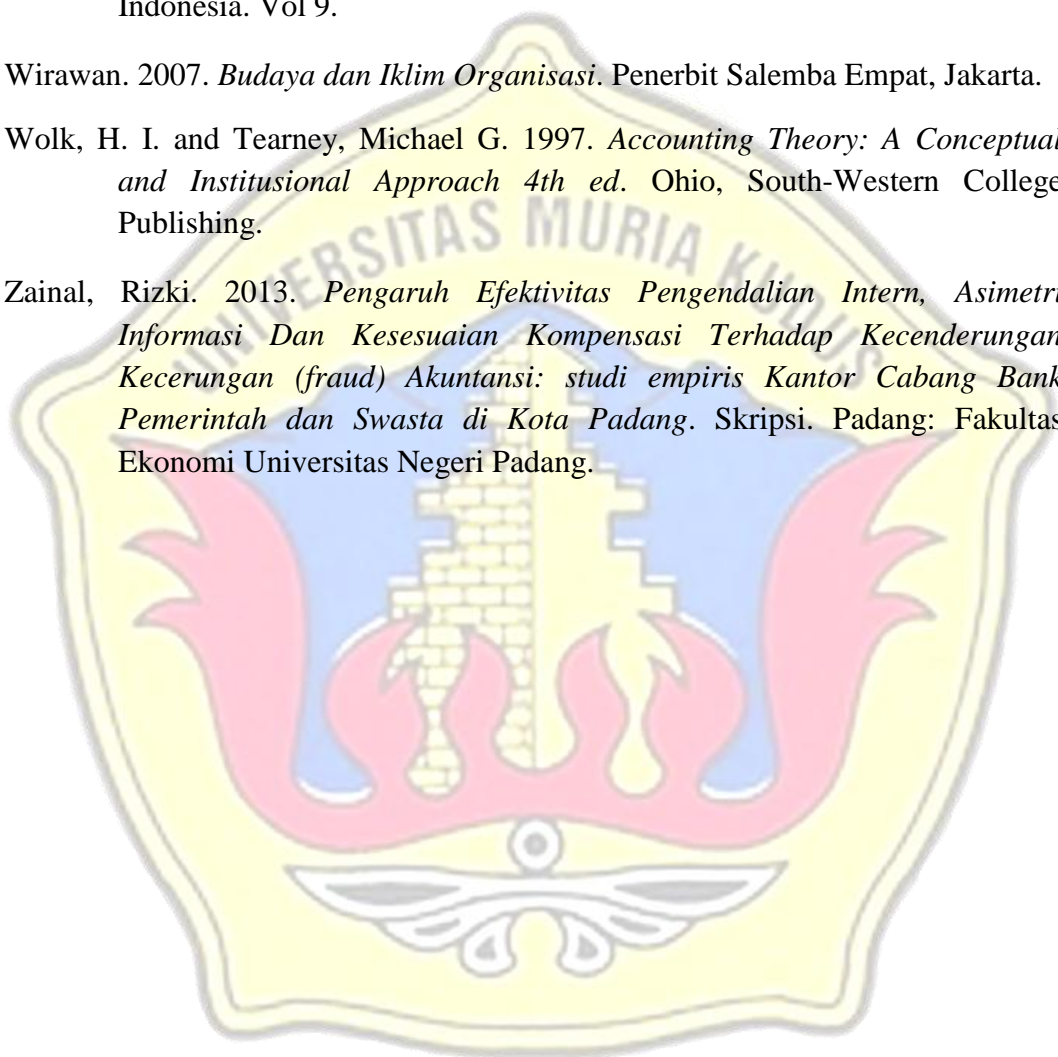 Indonesia. Vol 9.
Wirawan. 2007. Budaya dan Iklim Organisasi. Penerbit Salemba Empat, Jakarta.
Wolk, H. I. and Tearney, Michael G. 1997. Accounting Theory: A Conceptual
and Institusional Approach 4th ed. Ohio, South-Western College
Publishing.
Zainal, Rizki. 2013. Pengaruh Efektivitas Pengendalian Intern, Asimetri
Informasi Dan Kesesuaian Kompensasi Terhadap Kecenderungan
Kecerungan (fraud) Akuntansi: studi empiris Kantor Cabang Bank
Pemerintah dan Swasta di Kota Padang. Skripsi. Padang: Fakultas
Ekonomi Universitas Negeri Padang.
UNIVERSITAS MURIA KUDUS